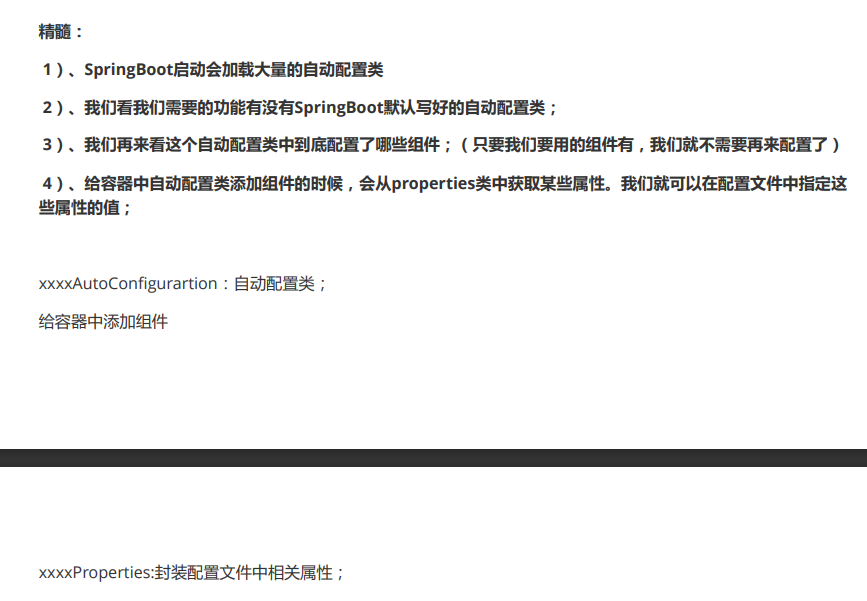 精髓：
1）、SpringBoot启动会加载大量的自动配置类
2）、我们看我们需要的功能有没有SpringBoot默认写好的自动配置类；
3）、我们再来看这个自动配置类中到底配置了哪些组件；（只要我们要用的组件有，我们就不需要再来配置了）
4）、给容器中自动配置类添加组件的时候，会从properties类中获取某些属性。我们就可以在配置文件中指定这
些属性的值；
xxxxAutoConfigurartion：自动配置类；
给容器中添加组件
xxxxProperties:封装配置文件中相关属性；